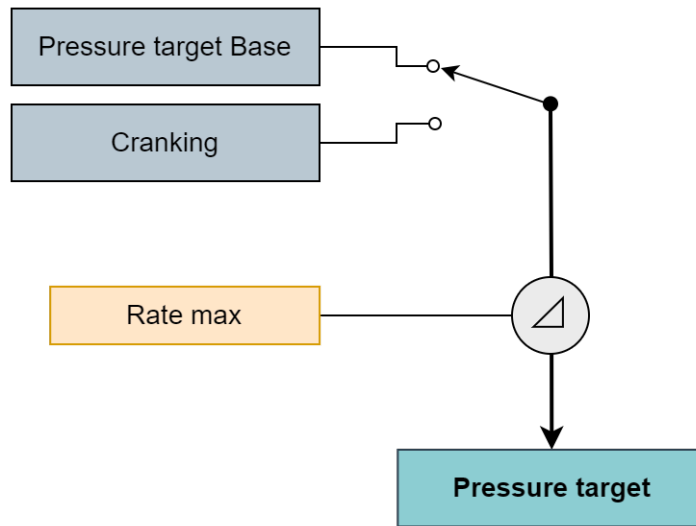 Pressure target Base
Cranking
Rate max
Pressure target